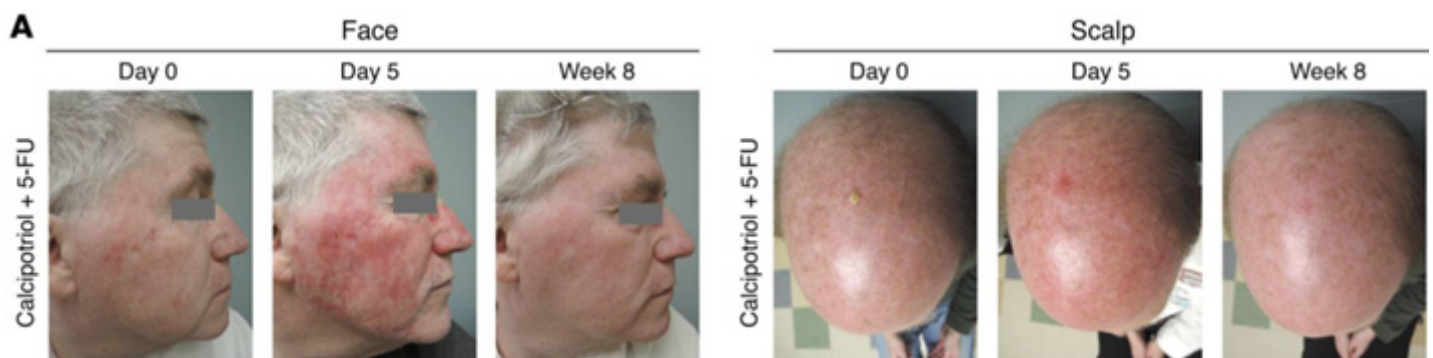 A
Face
Scalp
Day 0
Day 5
Week 8
Day 0
Day 5
Week 8
Calcipotriol + 5-FU
Calcipotriol + 5-FU